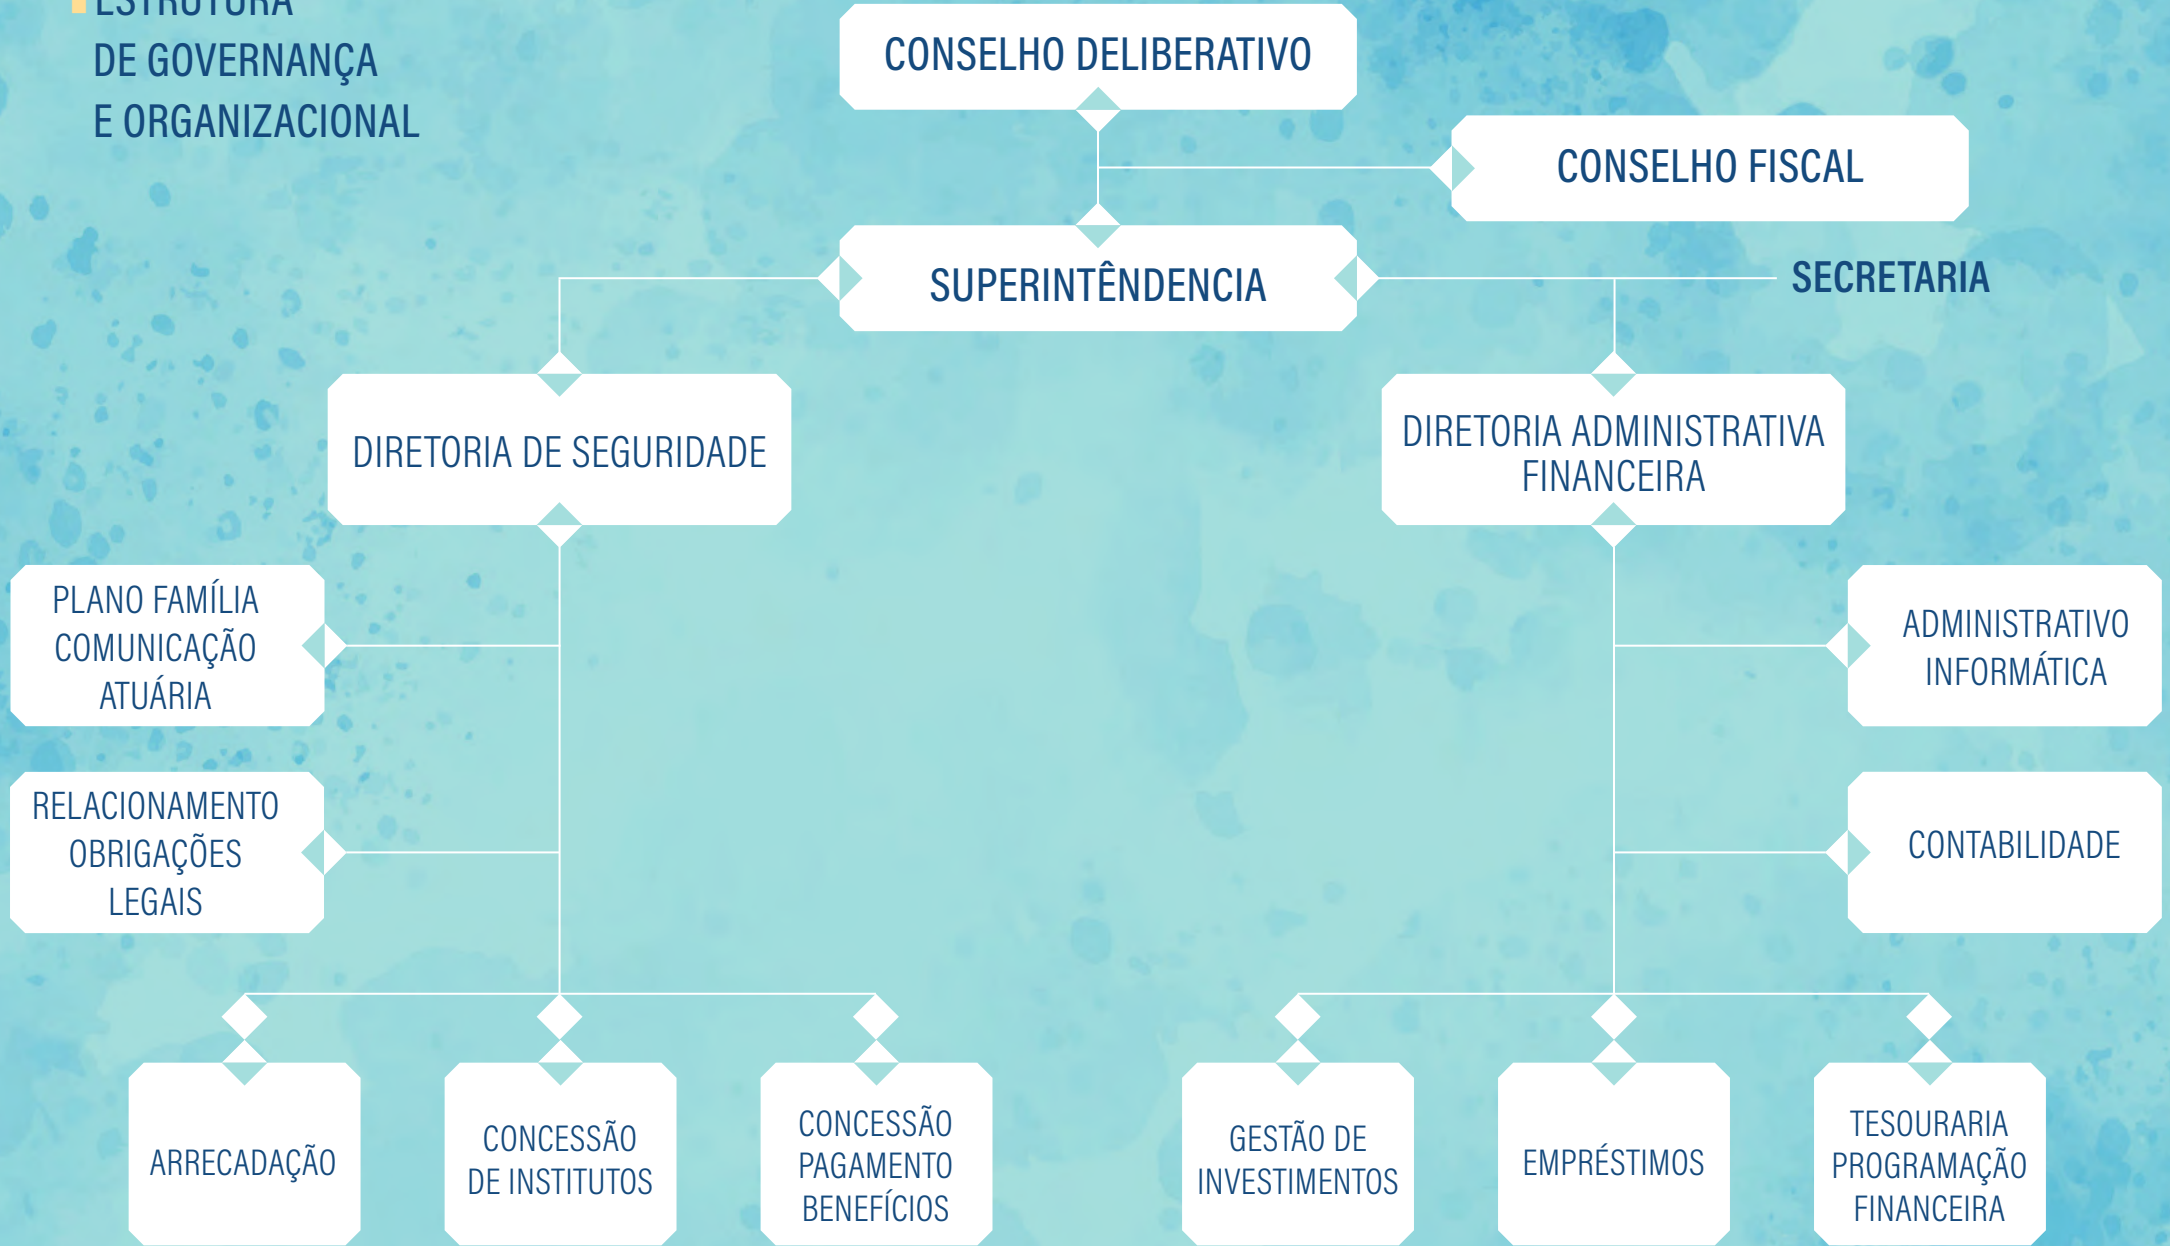 ESTRUTURA
DE GOVERNANÇA
E ORGANIZACIONAL
CONSELHO DELIBERATIVO
CONSELHO FISCAL
SUPERINTÊNDENCIA
SECRETARIA
DIRETORIA DE SEGURIDADE
DIRETORIA ADMINISTRATIVA
FINANCEIRA
PLANO FAMÍLIA
COMUNICAÇÃO
ATUÁRIA
ADMINISTRATIVO
INFORMÁTICA
RELACIONAMENTO
OBRIGAÇÕES
LEGAIS
CONTABILIDADE
ARRECADAÇÃO
CONCESSÃO
DE INSTITUTOS
CONCESSÃO
PAGAMENTO
BENEFÍCIOS
GESTÃO DE
INVESTIMENTOS
EMPRÉSTIMOS
TESOURARIA
PROGRAMAÇÃO
FINANCEIRA